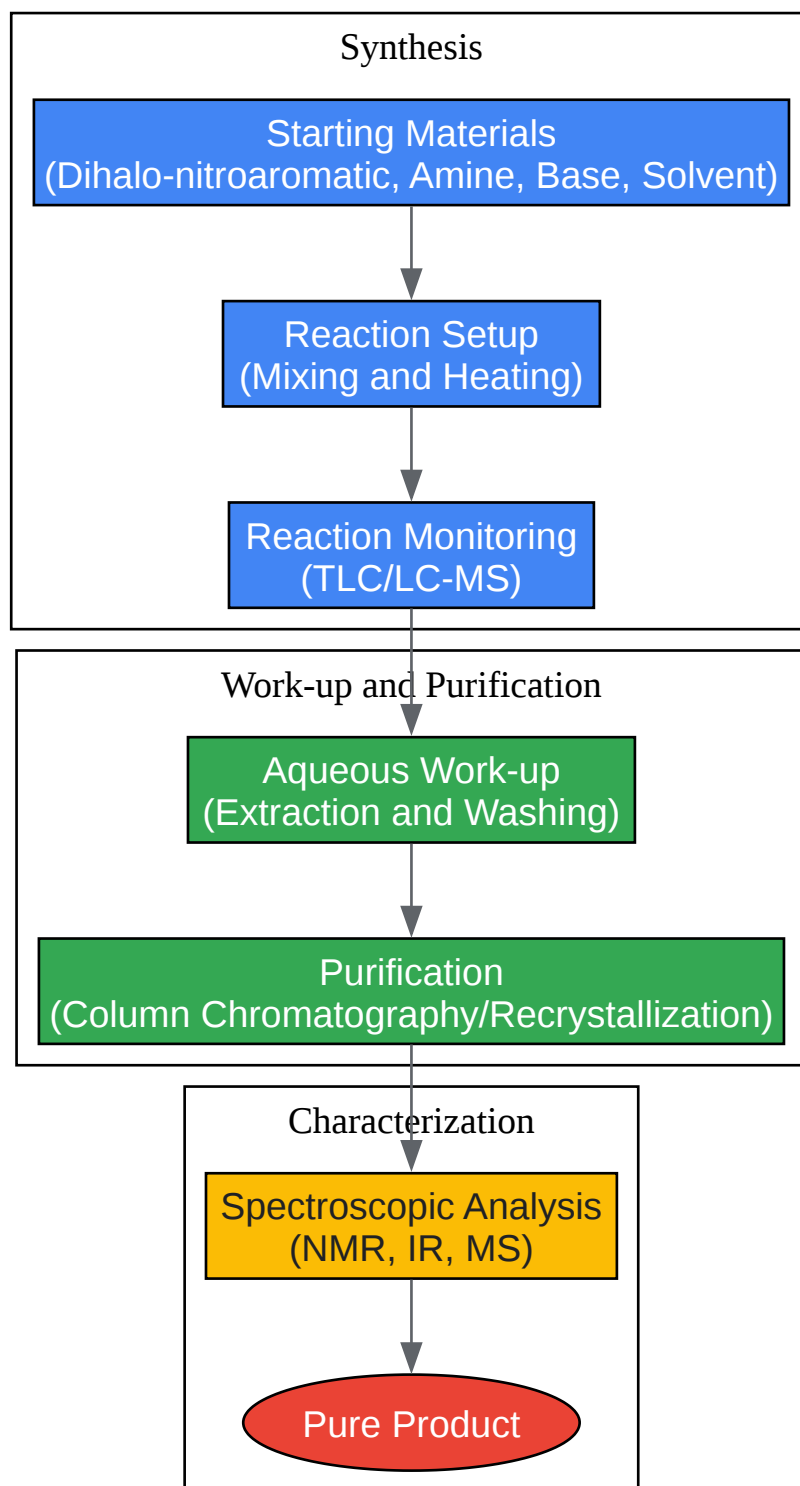 Synthesis
Starting Materials
(Dihalo-nitroaromatic, Amine, Base, Solvent)
Reaction Setup
(Mixing and Heating)
Reaction Monitoring
(TLC/LC-MS)
Work-up and Purification
Aqueous Work-up
(Extraction and Washing)
Purification
(Column Chromatography/Recrystallization)
Characterization
Spectroscopic Analysis
(NMR, IR, MS)
Pure Product